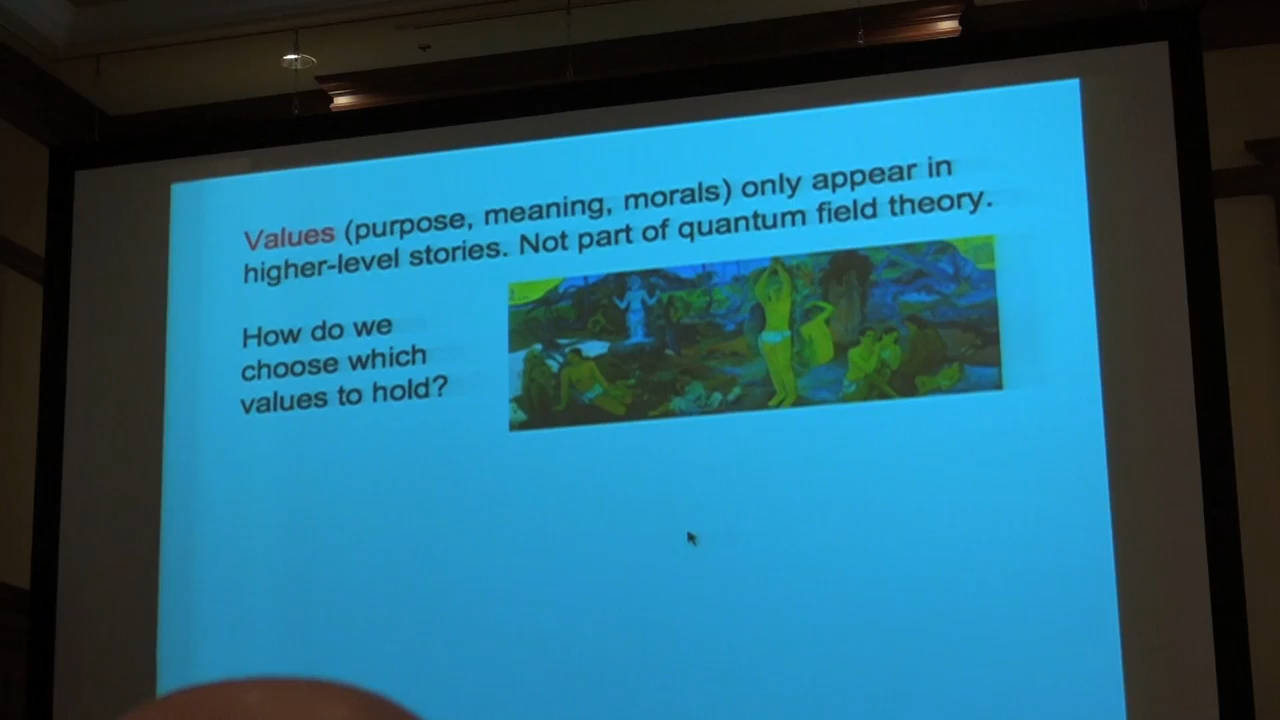 Values (purpose, meaning, morals) only appear in
higher-level stories. Not part of quantum field theory.
How do we
choose which
values to hold?